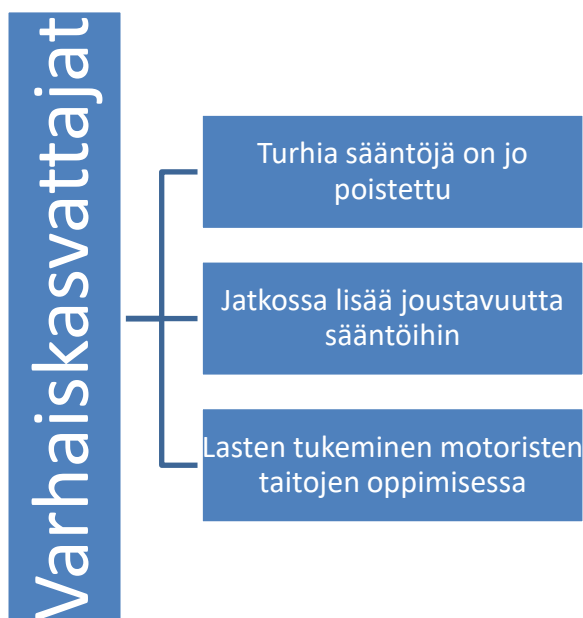 Varhaiskasvattajat
Turhia sääntöjä on jo
poistettu
Jatkossa lisää joustavuutta
sääntöihin
Lasten tukeminen motoristen
taitojen oppimisessa